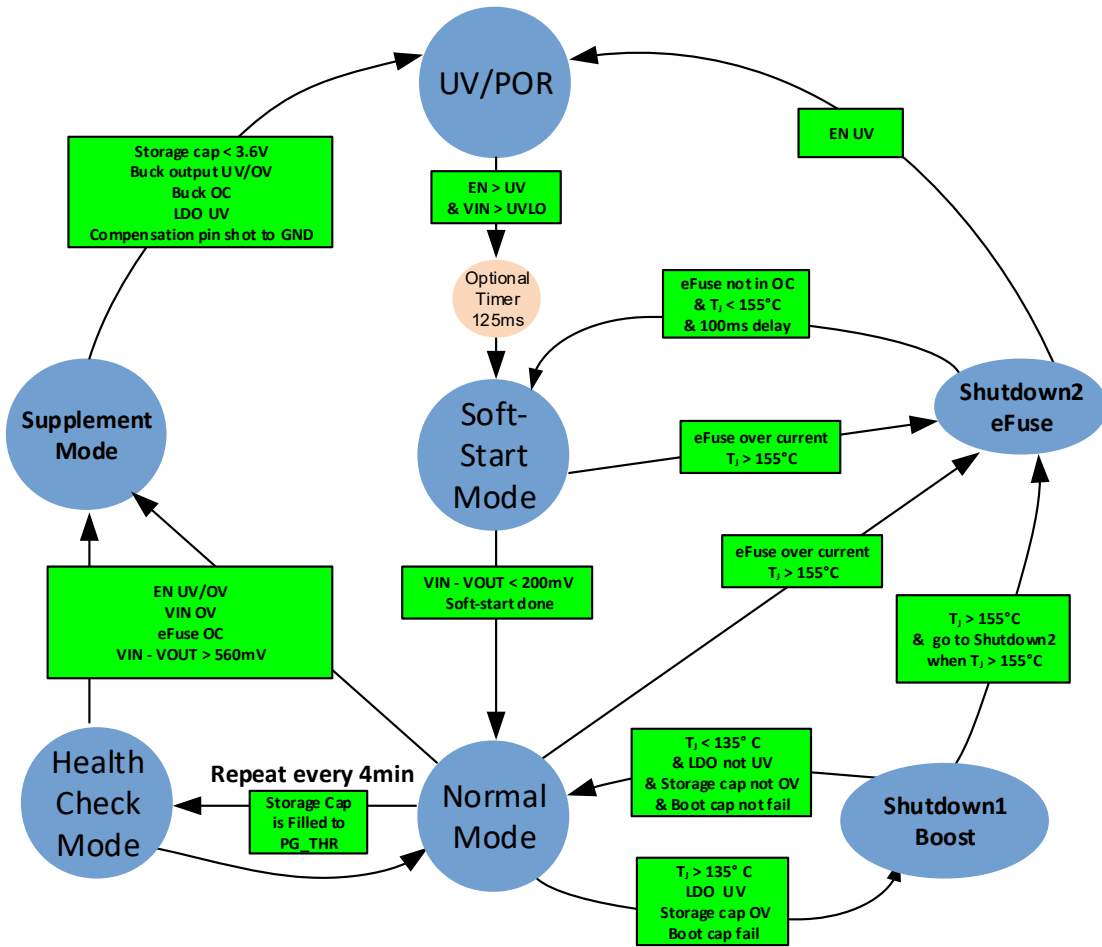 UV/POR
Storage cap < 3.6V
Buck output UV/OV
Buck OC
LDO UV
Compensation pin shot to GND
EN UV
EN > UV
& VIN > UVLO
Optional
Timer
125ms
eFuse not in OC
& TJ < 155°C
& 100ms delay
Supplement
Mode
Soft-
Start
Mode
Shutdown2
eFuse
eFuse over current
TJ > 155°C
eFuse over current
TJ > 155°C
VIN - VOUT < 200mV
Soft-start done
EN UV/OV
VIN OV
eFuse OC
VIN - VOUT > 560mV
TJ > 155°C
& go to Shutdown2
when TJ > 155°C
Health
Check
Mode
Repeat every 4min
Storage Cap
is Filled to
PG_THR
Normal
Mode
TJ < 135° C
& LDO not UV
& Storage cap not OV
& Boot cap not fail
Shutdown1
Boost
TJ > 135° C
LDO UV
Storage cap OV
Boot cap fail